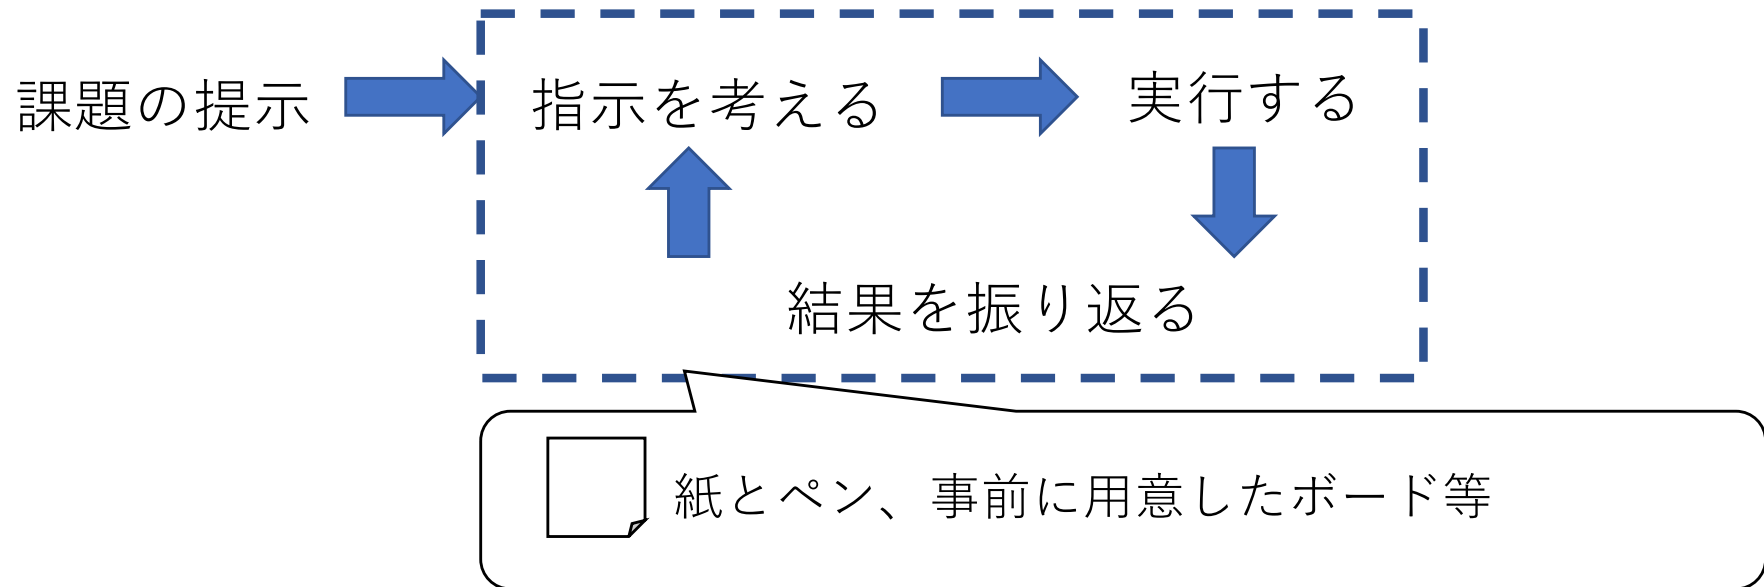 課題の提示
指示を考える
実行する
結果を振り返る
紙とペン、事前に用意したボード等